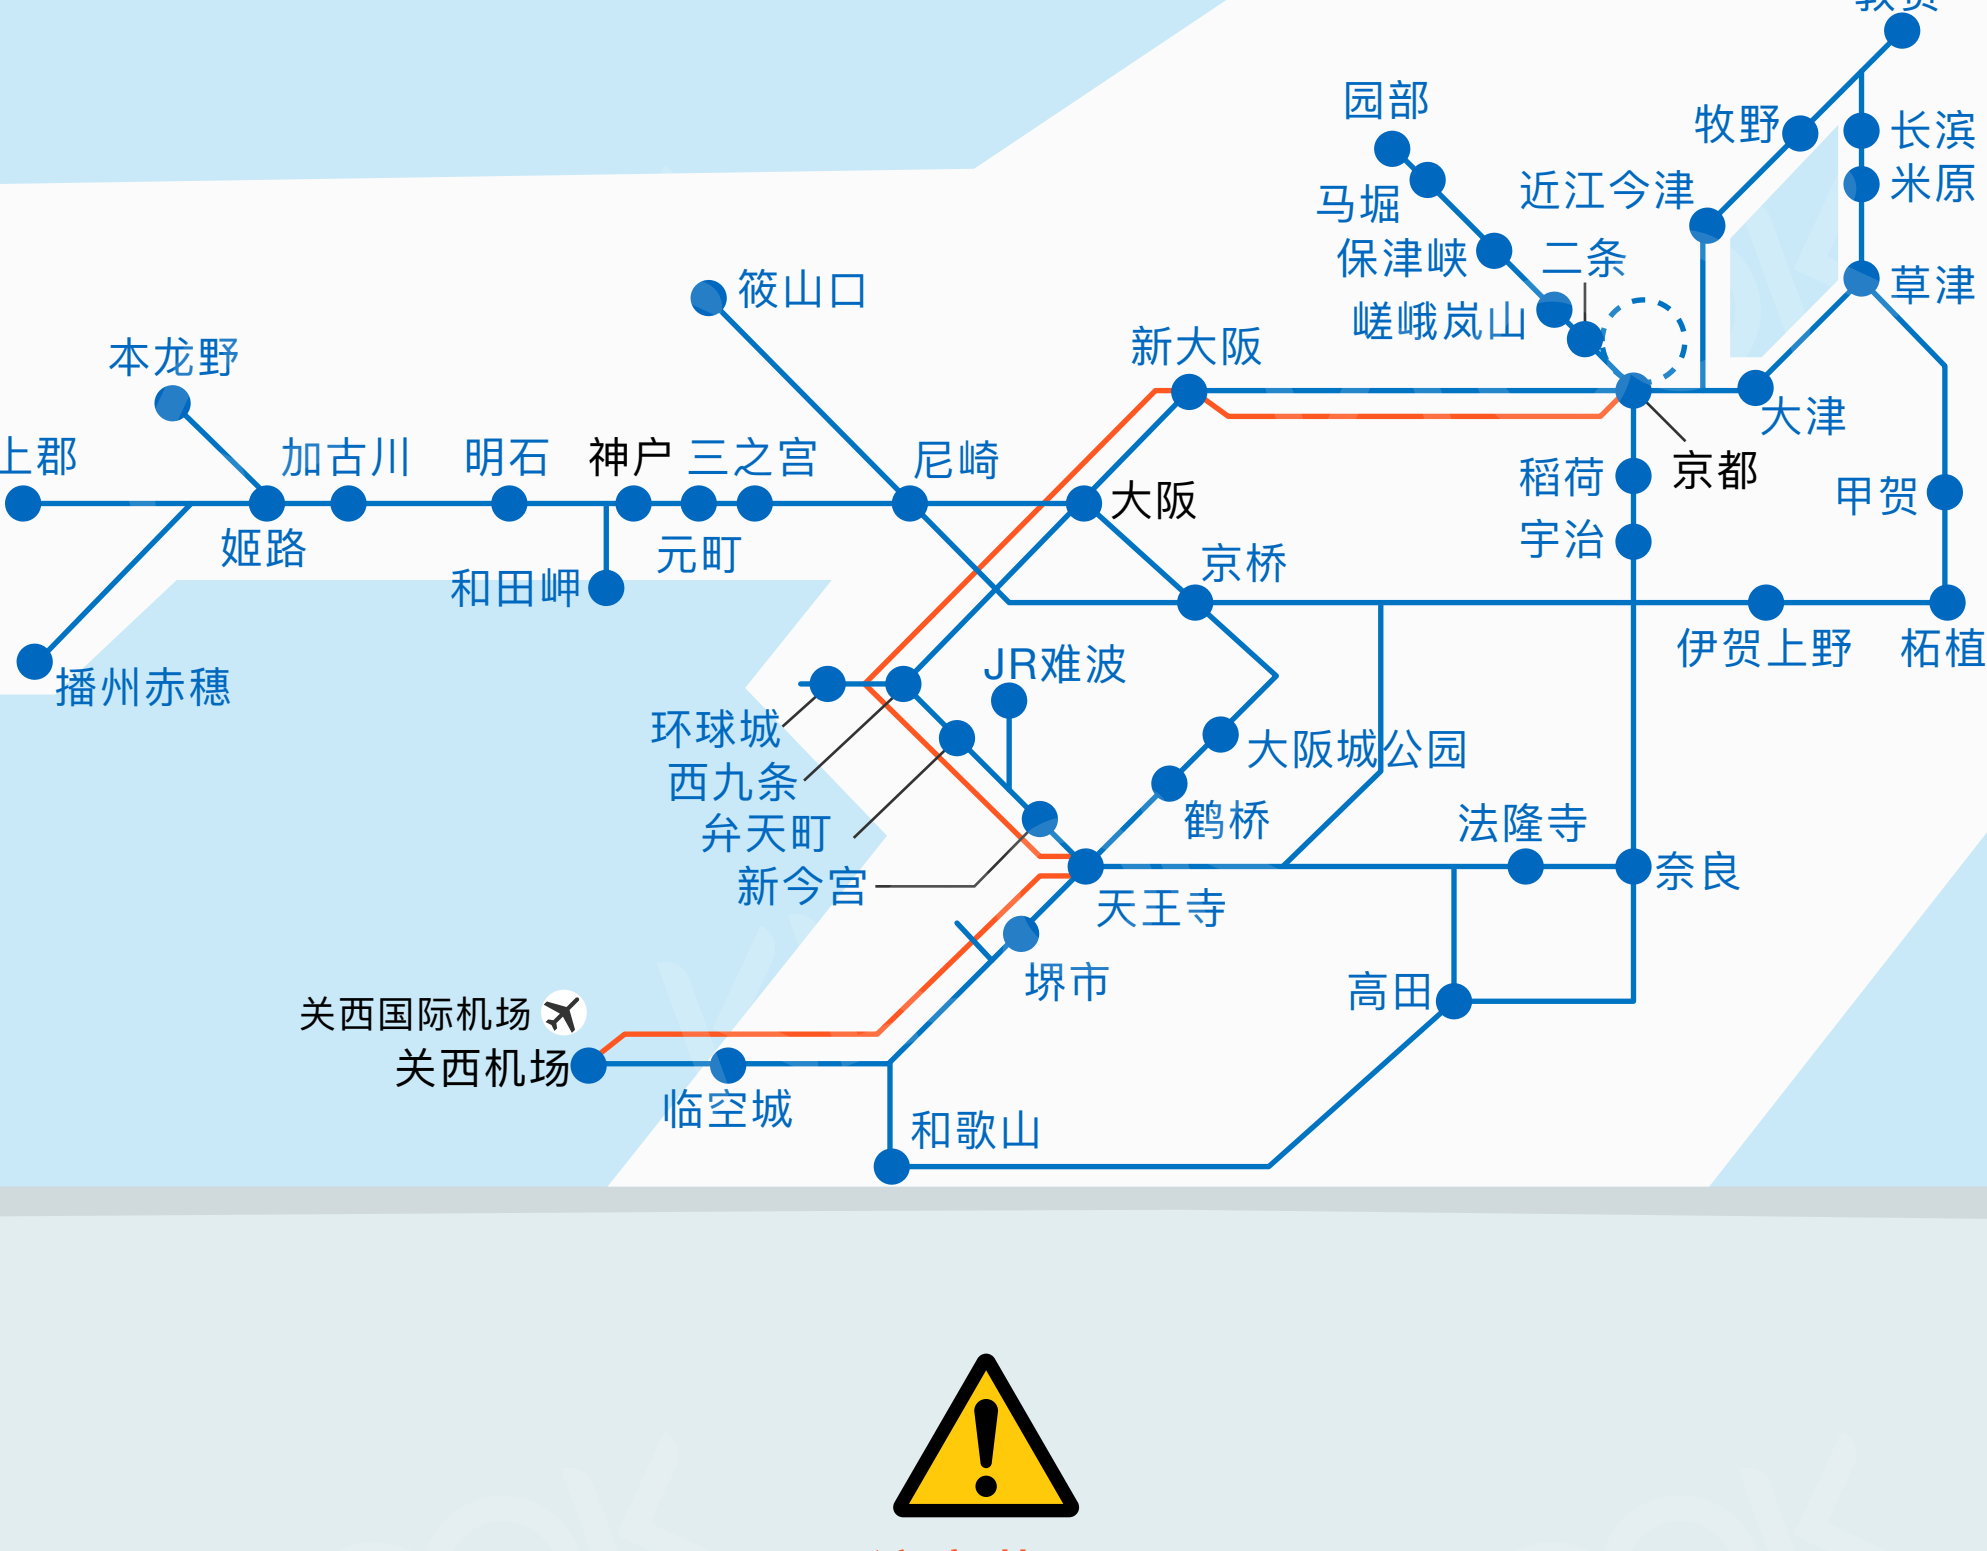 园部
牧野
长滨
米原
近江今津
马堀
保津峡
二条
草津
筱山口
嵯峨岚山
新大阪
本龙野
大津
上郡
加古川
明石
神户
三之宫
尼崎
京都
稻荷
大阪
甲贺
姬路
元町
宇治
京桥
和田岬
JR难波
伊贺上野
柘植
播州赤穗
环球城
大阪城公园
西九条
弁天町
鹤桥
法隆寺
新今宫
奈良
天王寺
堺市
高田
关西国际机场
关西机场
临空城
和歌山